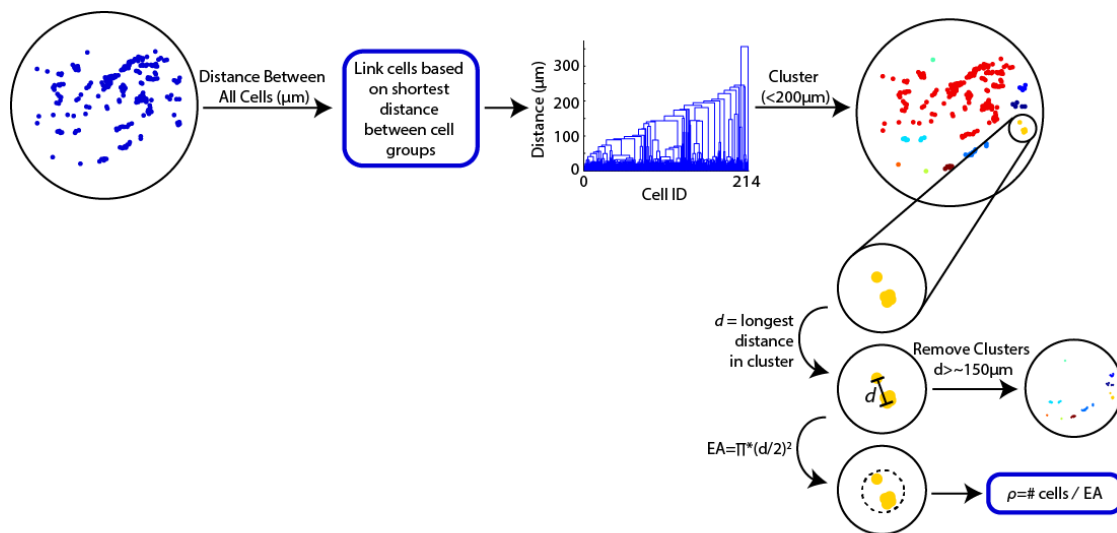 Distance Between
All Cells (µm)
Link cells based
on shortest
distance
between cell
groups
Distance (µm)
300
200
100
0
0
214
Cell ID
Cluster
(<200µm)
d = longest
distance
in cluster
d
Remove Clusters
d>~150µm
EA=∏*(d/2)²
ρ=# cells / EA